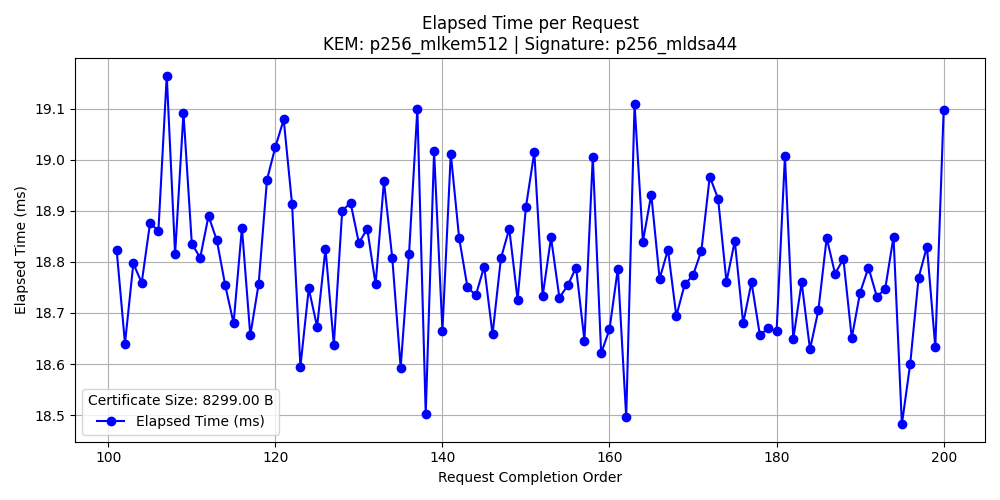 Elapsed Time per Request
KEM: p256_mlkem512 | Signature: p256_mldsa44
Elapsed Time (ms)
19.1
19.0
18.9
18.8
18.7
18.6
18.5
Certificate Size: 8299.00 B
Elapsed Time (ms)
100
120
140
160
180
200
Request Completion Order